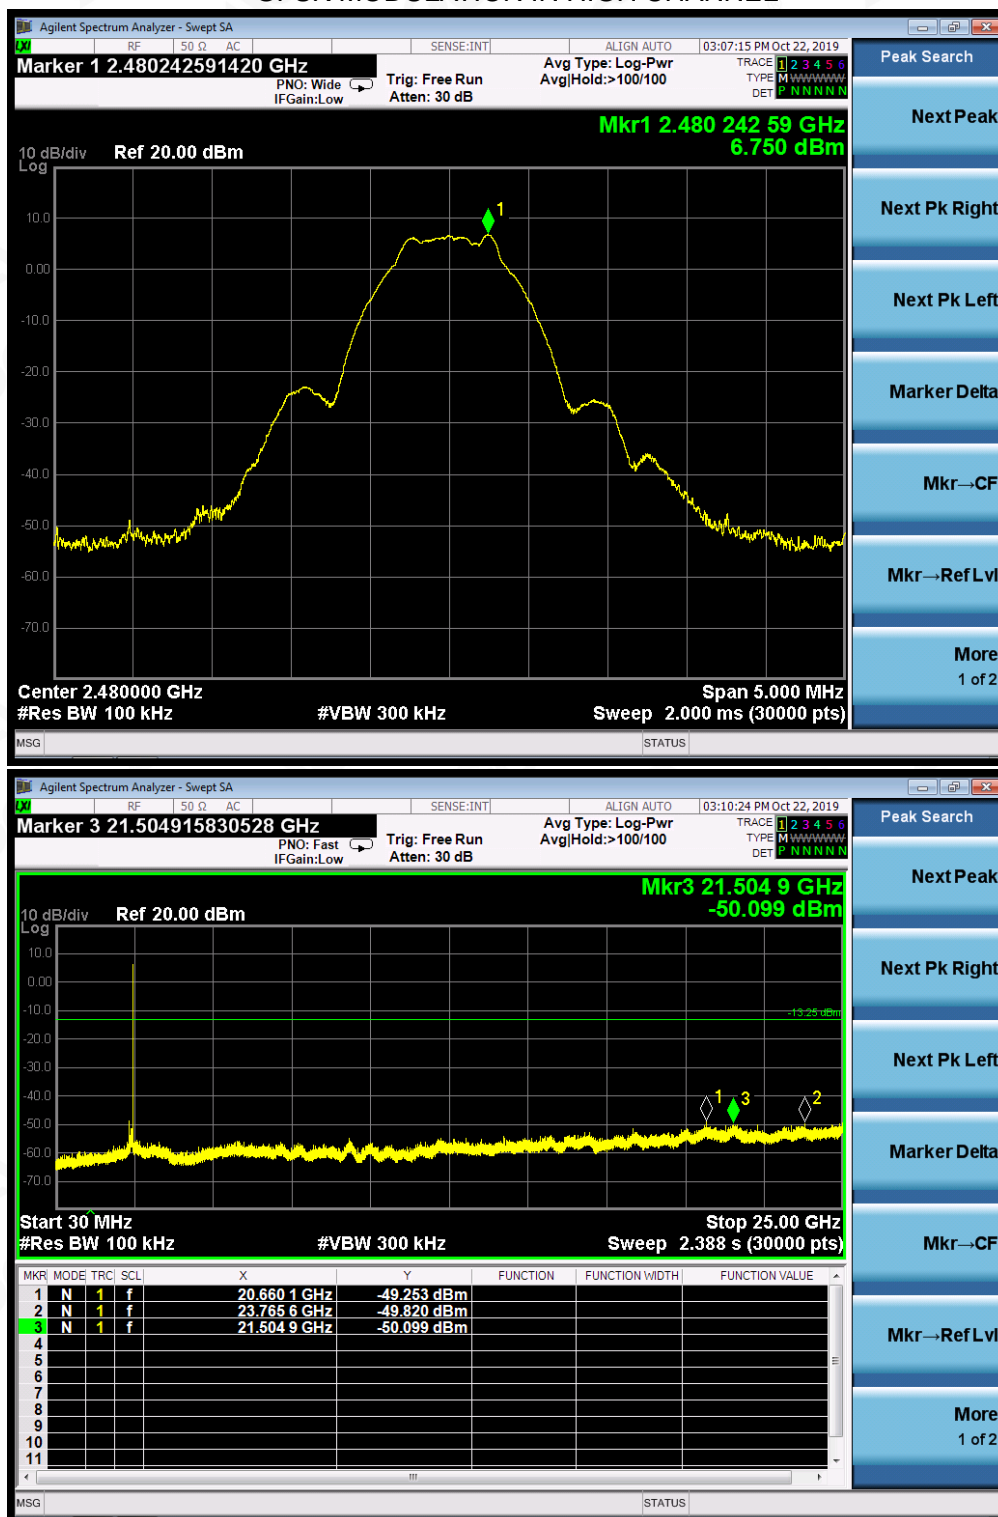 Agilent Spectrum Analyzer - Swept SA
LXI RF 50 Ω AC SENSE:INT ALIGN AUTO 03:07:15 PM Oct 22, 2019
Marker 1 2.480242591420 GHz
PNO: Wide
IFGain:Low
Trig: Free Run
Atten: 30 dB
Avg Type: Log-Pwr
Avg|Hold:>100/100
TRACE 1 2 3 4 5 6
TYPE M WWWWW
DET P N N N N N
Mkr1 2.480 242 59 GHz
6.750 dBm
10 dB/div Ref 20.00 dBm
Log
1
10.0
0.00
-10.0
-20.0
-30.0
-40.0
-50.0
-60.0
-70.0
Center 2.480000 GHz Span 5.000 MHz
#Res BW 100 kHz #VBW 300 kHz Sweep 2.000 ms (30000 pts)
MSG STATUS
Peak Search
Next Peak
Next Pk Right
Next Pk Left
Marker Delta
Mkr→CF
Mkr→Ref Lvl
More
1 of 2
Agilent Spectrum Analyzer - Swept SA
LXI RF 50 Ω AC SENSE:INT ALIGN AUTO 03:10:24 PM Oct 22, 2019
Marker 3 21.504915830528 GHz
PNO: Fast
IFGain:Low
Trig: Free Run
Atten: 30 dB
Avg Type: Log-Pwr
Avg|Hold:>100/100
TRACE 1 2 3 4 5 6
TYPE M WWWWW
DET P N N N N N
Mkr3 21.504 9 GHz
-50.099 dBm
10 dB/div Ref 20.00 dBm
Log
10.0
0.00
-10.0
-13.25 dBm
-20.0
-30.0
-40.0
1 3 2
-50.0
-60.0
-70.0
Start 30 MHz Stop 25.00 GHz
#Res BW 100 kHz #VBW 300 kHz Sweep 2.388 s (30000 pts)
MKR MODE TRC SCL X Y FUNCTION FUNCTION WIDTH FUNCTION VALUE
1 N 1 f 20.660 1 GHz -49.253 dBm
2 N 1 f 23.765 6 GHz -49.820 dBm
3 N 1 f 21.504 9 GHz -50.099 dBm
4
5
6
7
8
9
10
11
MSG STATUS
Peak Search
Next Peak
Next Pk Right
Next Pk Left
Marker Delta
Mkr→CF
Mkr→Ref Lvl
More
1 of 2